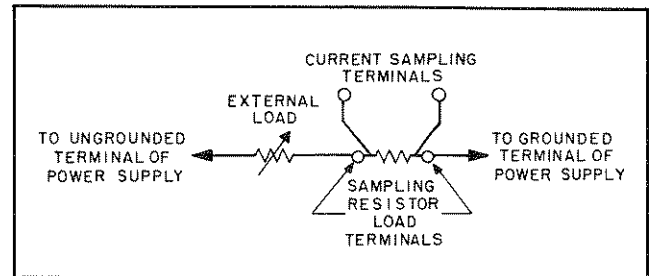 CURRENT SAMPLING
TERMINALS
EXTERNAL
LOAD
TO UNGROUNDED
TERMINAL OF
POWER SUPPLY
TO GROUNDED
TERMINAL OF
POWER SUPPLY
SAMPLING
RESISTOR
LOAD
TERMINALS